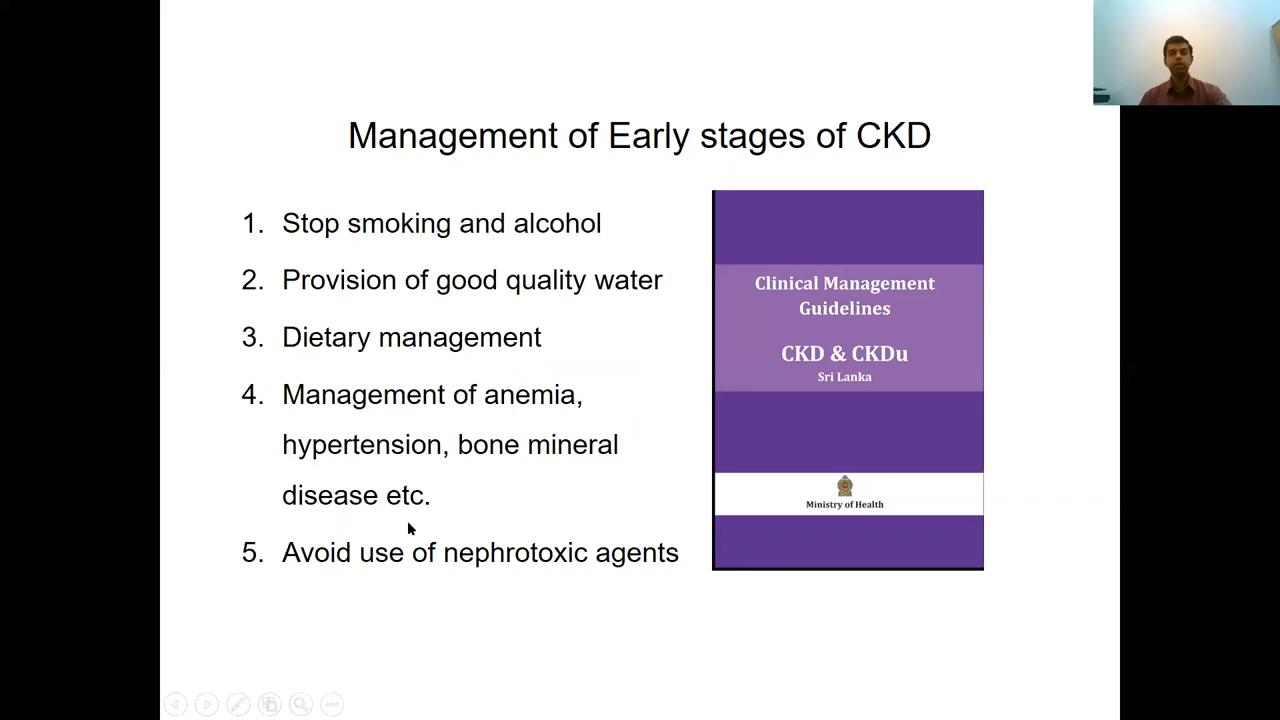 Management of Early stages of CKD
1. Stop smoking and alcohol
2. Provision of good quality water
3. Dietary management
4. Management of anemia,
hypertension, bone mineral
disease etc.
5. Avoid use of nephrotoxic agents
Clinical Management
Guidelines
CKD & CKDu
Sri Lanka
Ministry of Health